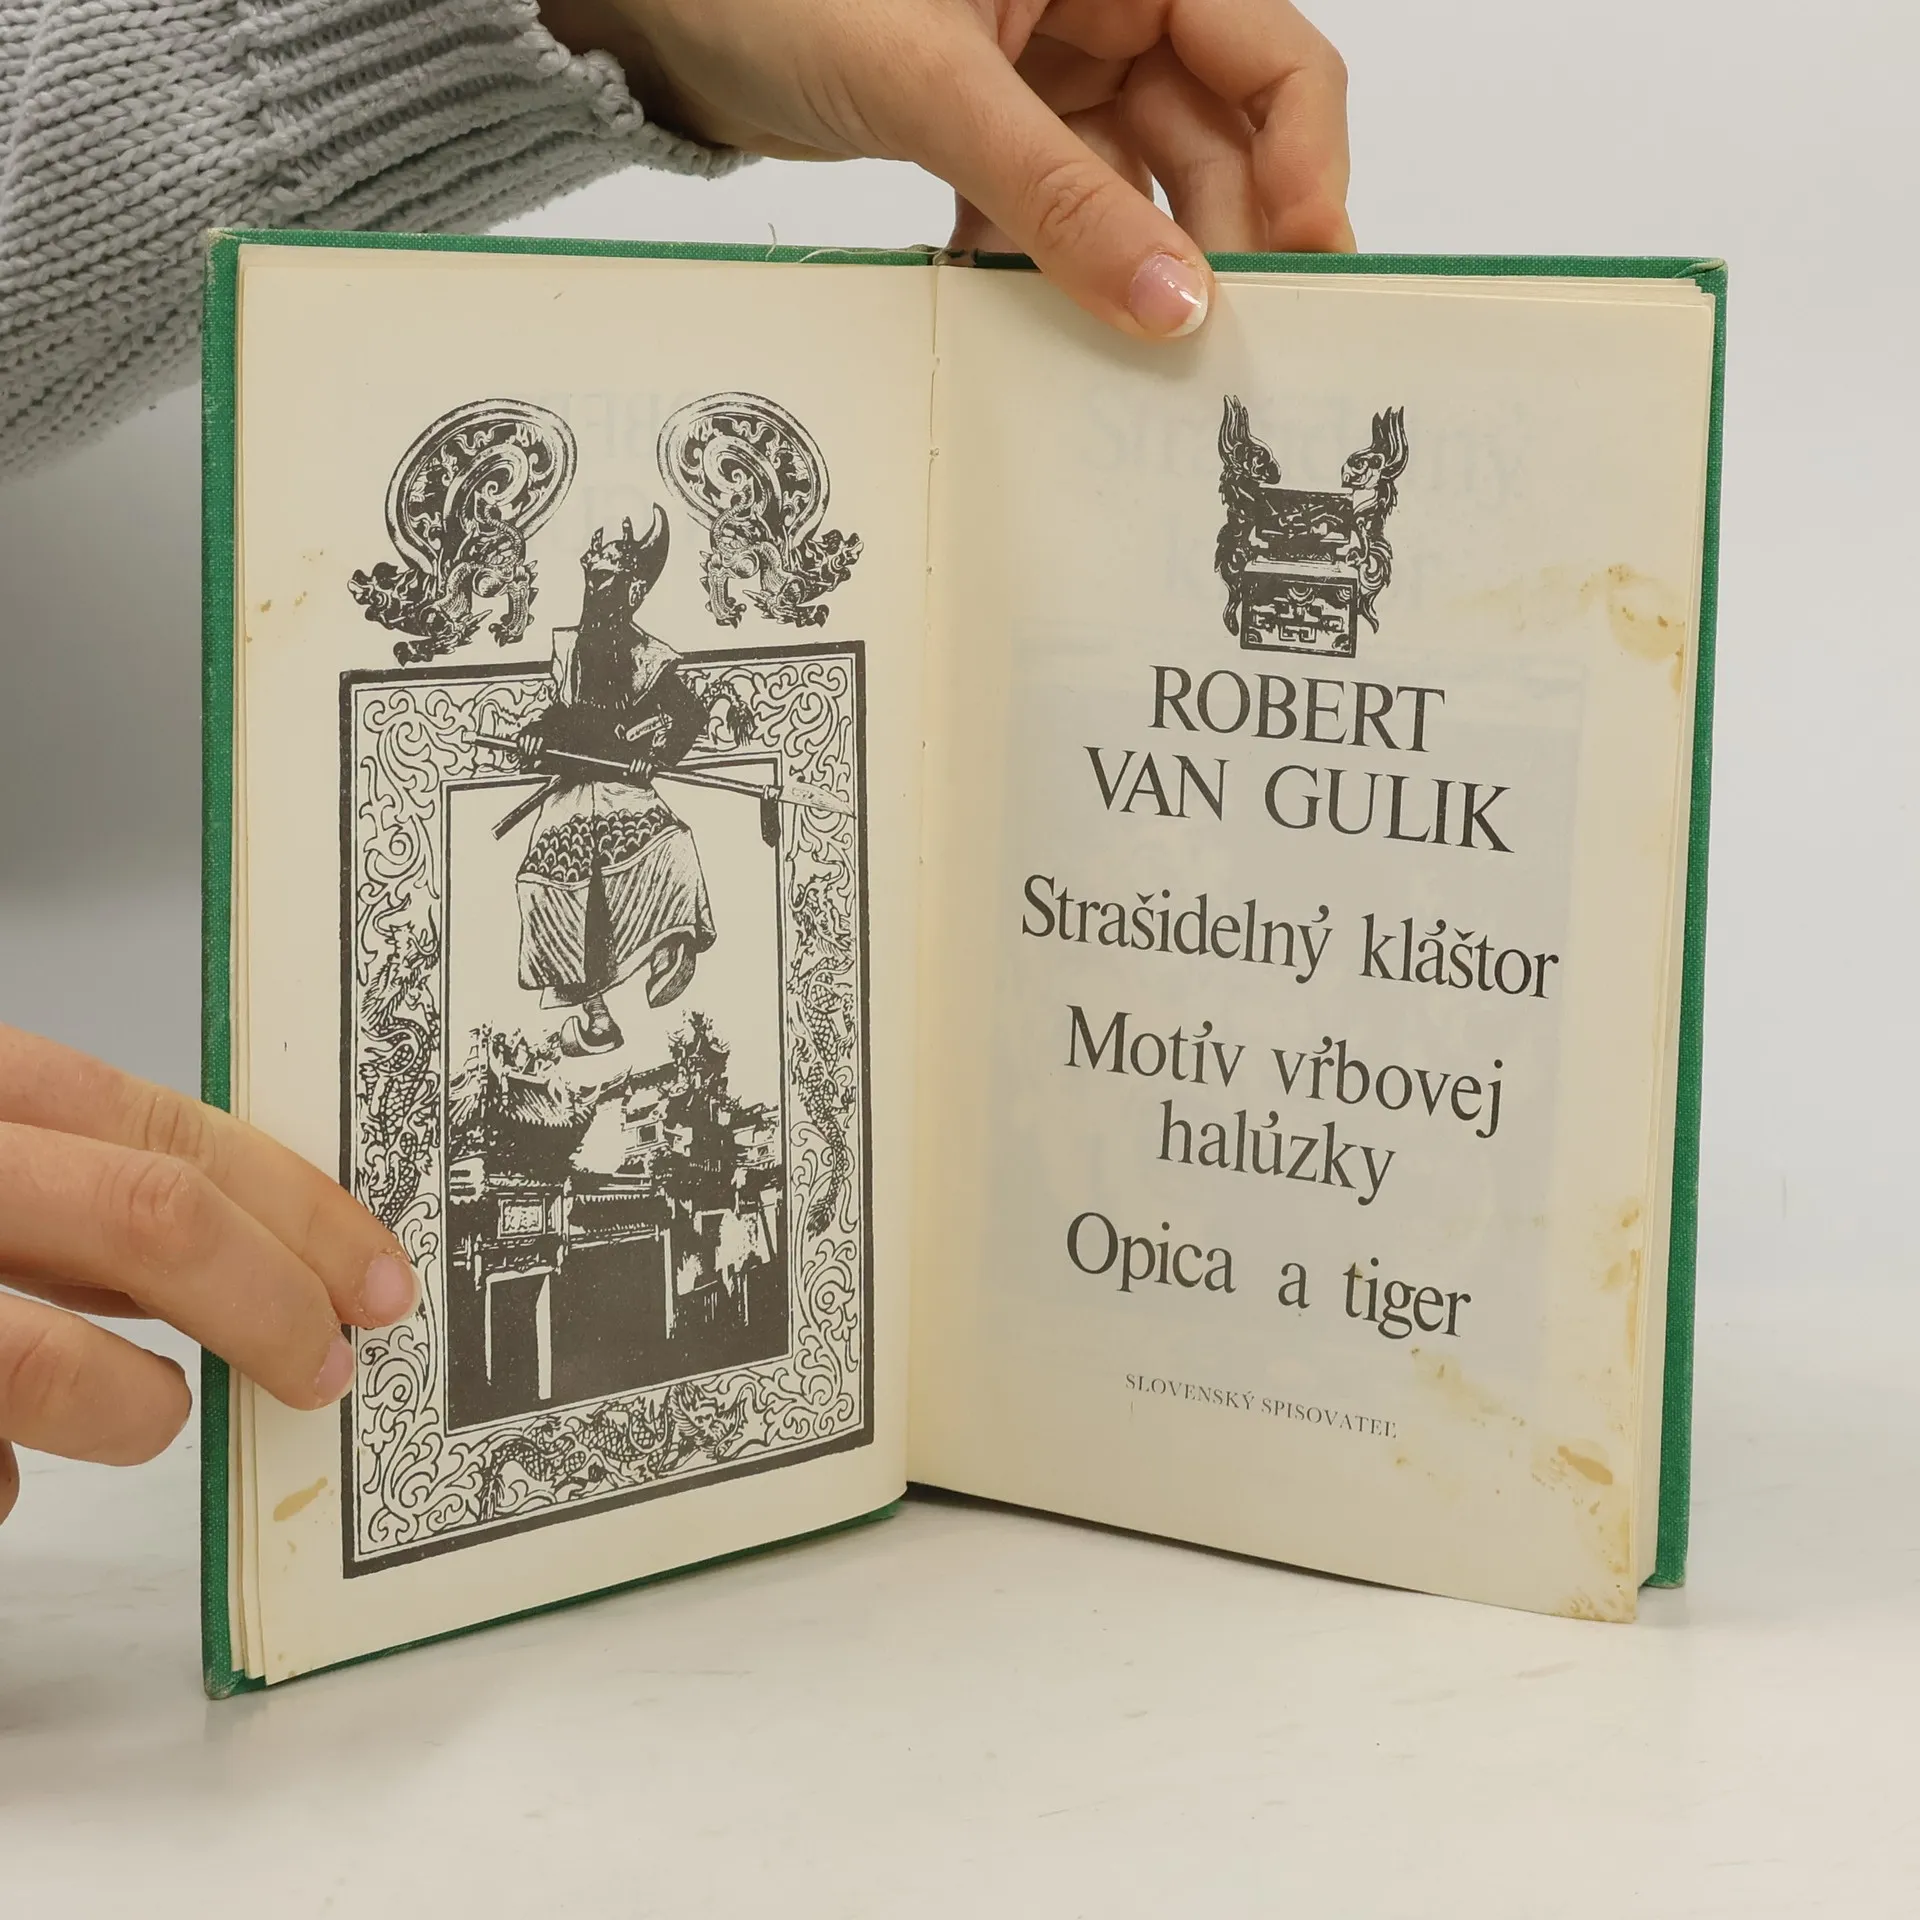 ROBERT
VAN GULIK
Strašidelný kláštor
Motív vŕbovej
halúzky
Opica a tiger
SLOVENSKÝ SPISOVATEĽ